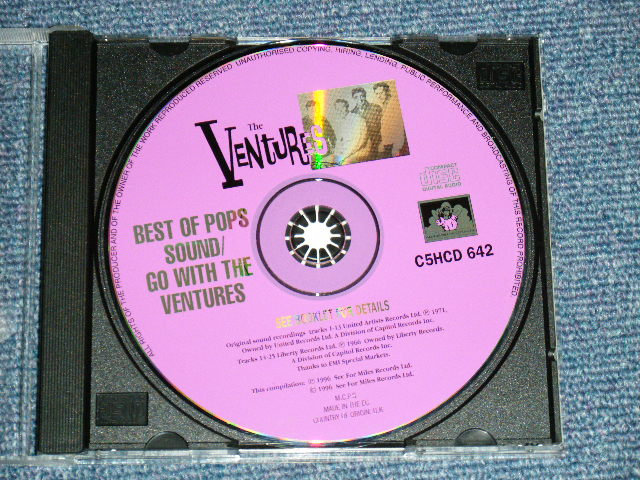 ALL RIGHTS OF THE PRODUCER AND OF THE OWNER OF THE WORK REPRODUCED RESERVED. UNAUTHORISED COPYING, HIRING, LENDING, PUBLIC PERFORMANCE AND BROADCASTING OF THIS RECORD PROHIBITED
The
VENTURES
COMPACT
DISC
DIGITAL AUDIO
BEST OF POPS
SOUND/
GO WITH THE
VENTURES
C5HCD 642
SEE BOOKLET FOR DETAILS
Original sound recordings tracks 1-13 United Artists Records Ltd. ℗ 1971.
Owned by United Records Ltd. A Division of Capitol Records Inc.
Tracks 14-25 Liberty Records Ltd. ℗ 1966 Owned by Liberty Records.
A Division of Capitol Records Inc.
Thanks to EMI Special Markets.
This compilation: ℗ 1996 See For Miles Records Ltd.
© 1996 See For Miles Records Ltd.
M.C.P.S
MADE IN THE EC
COUNTRY OF ORIGIN: U.K.